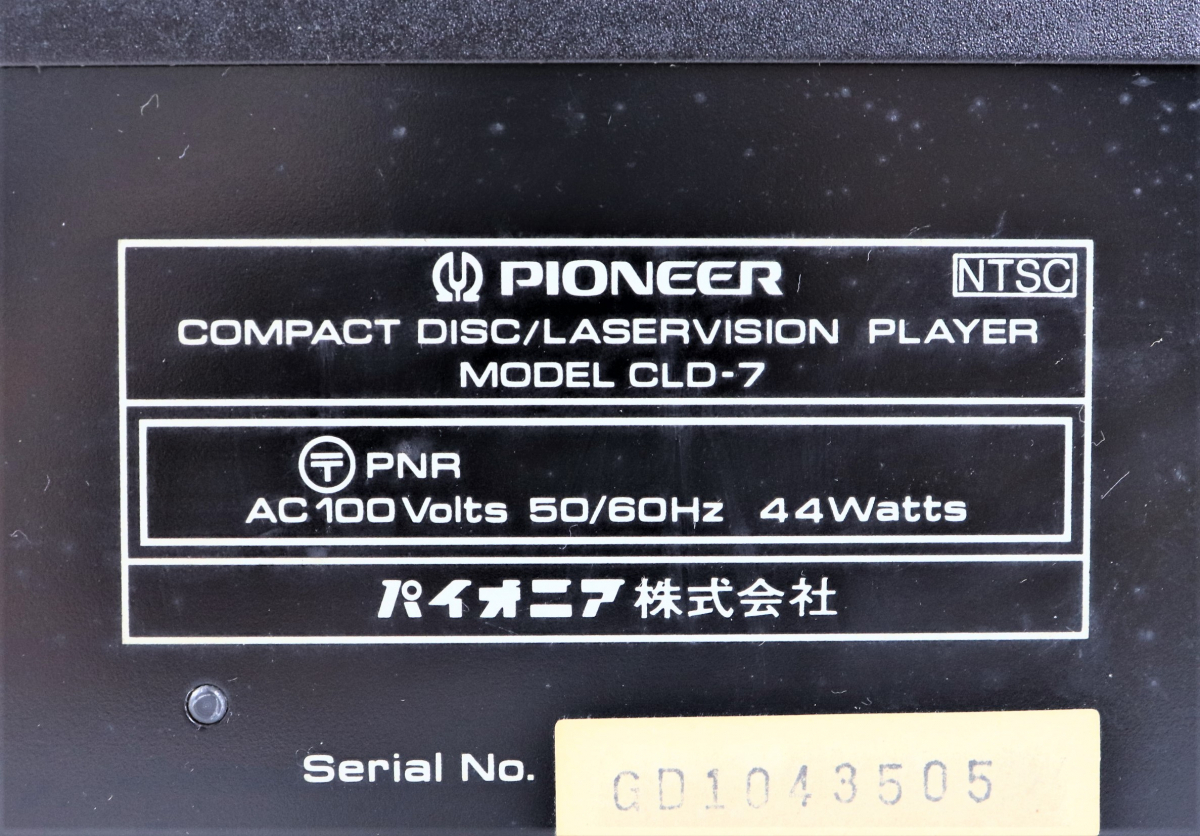 PIONEER NTSC
COMPACT DISC/LASERVISION PLAYER
MODEL CLD-7
〒 PNR
AC 100 Volts 50/60Hz 44 Watts
パイオニア株式会社
Serial No. GD1043505